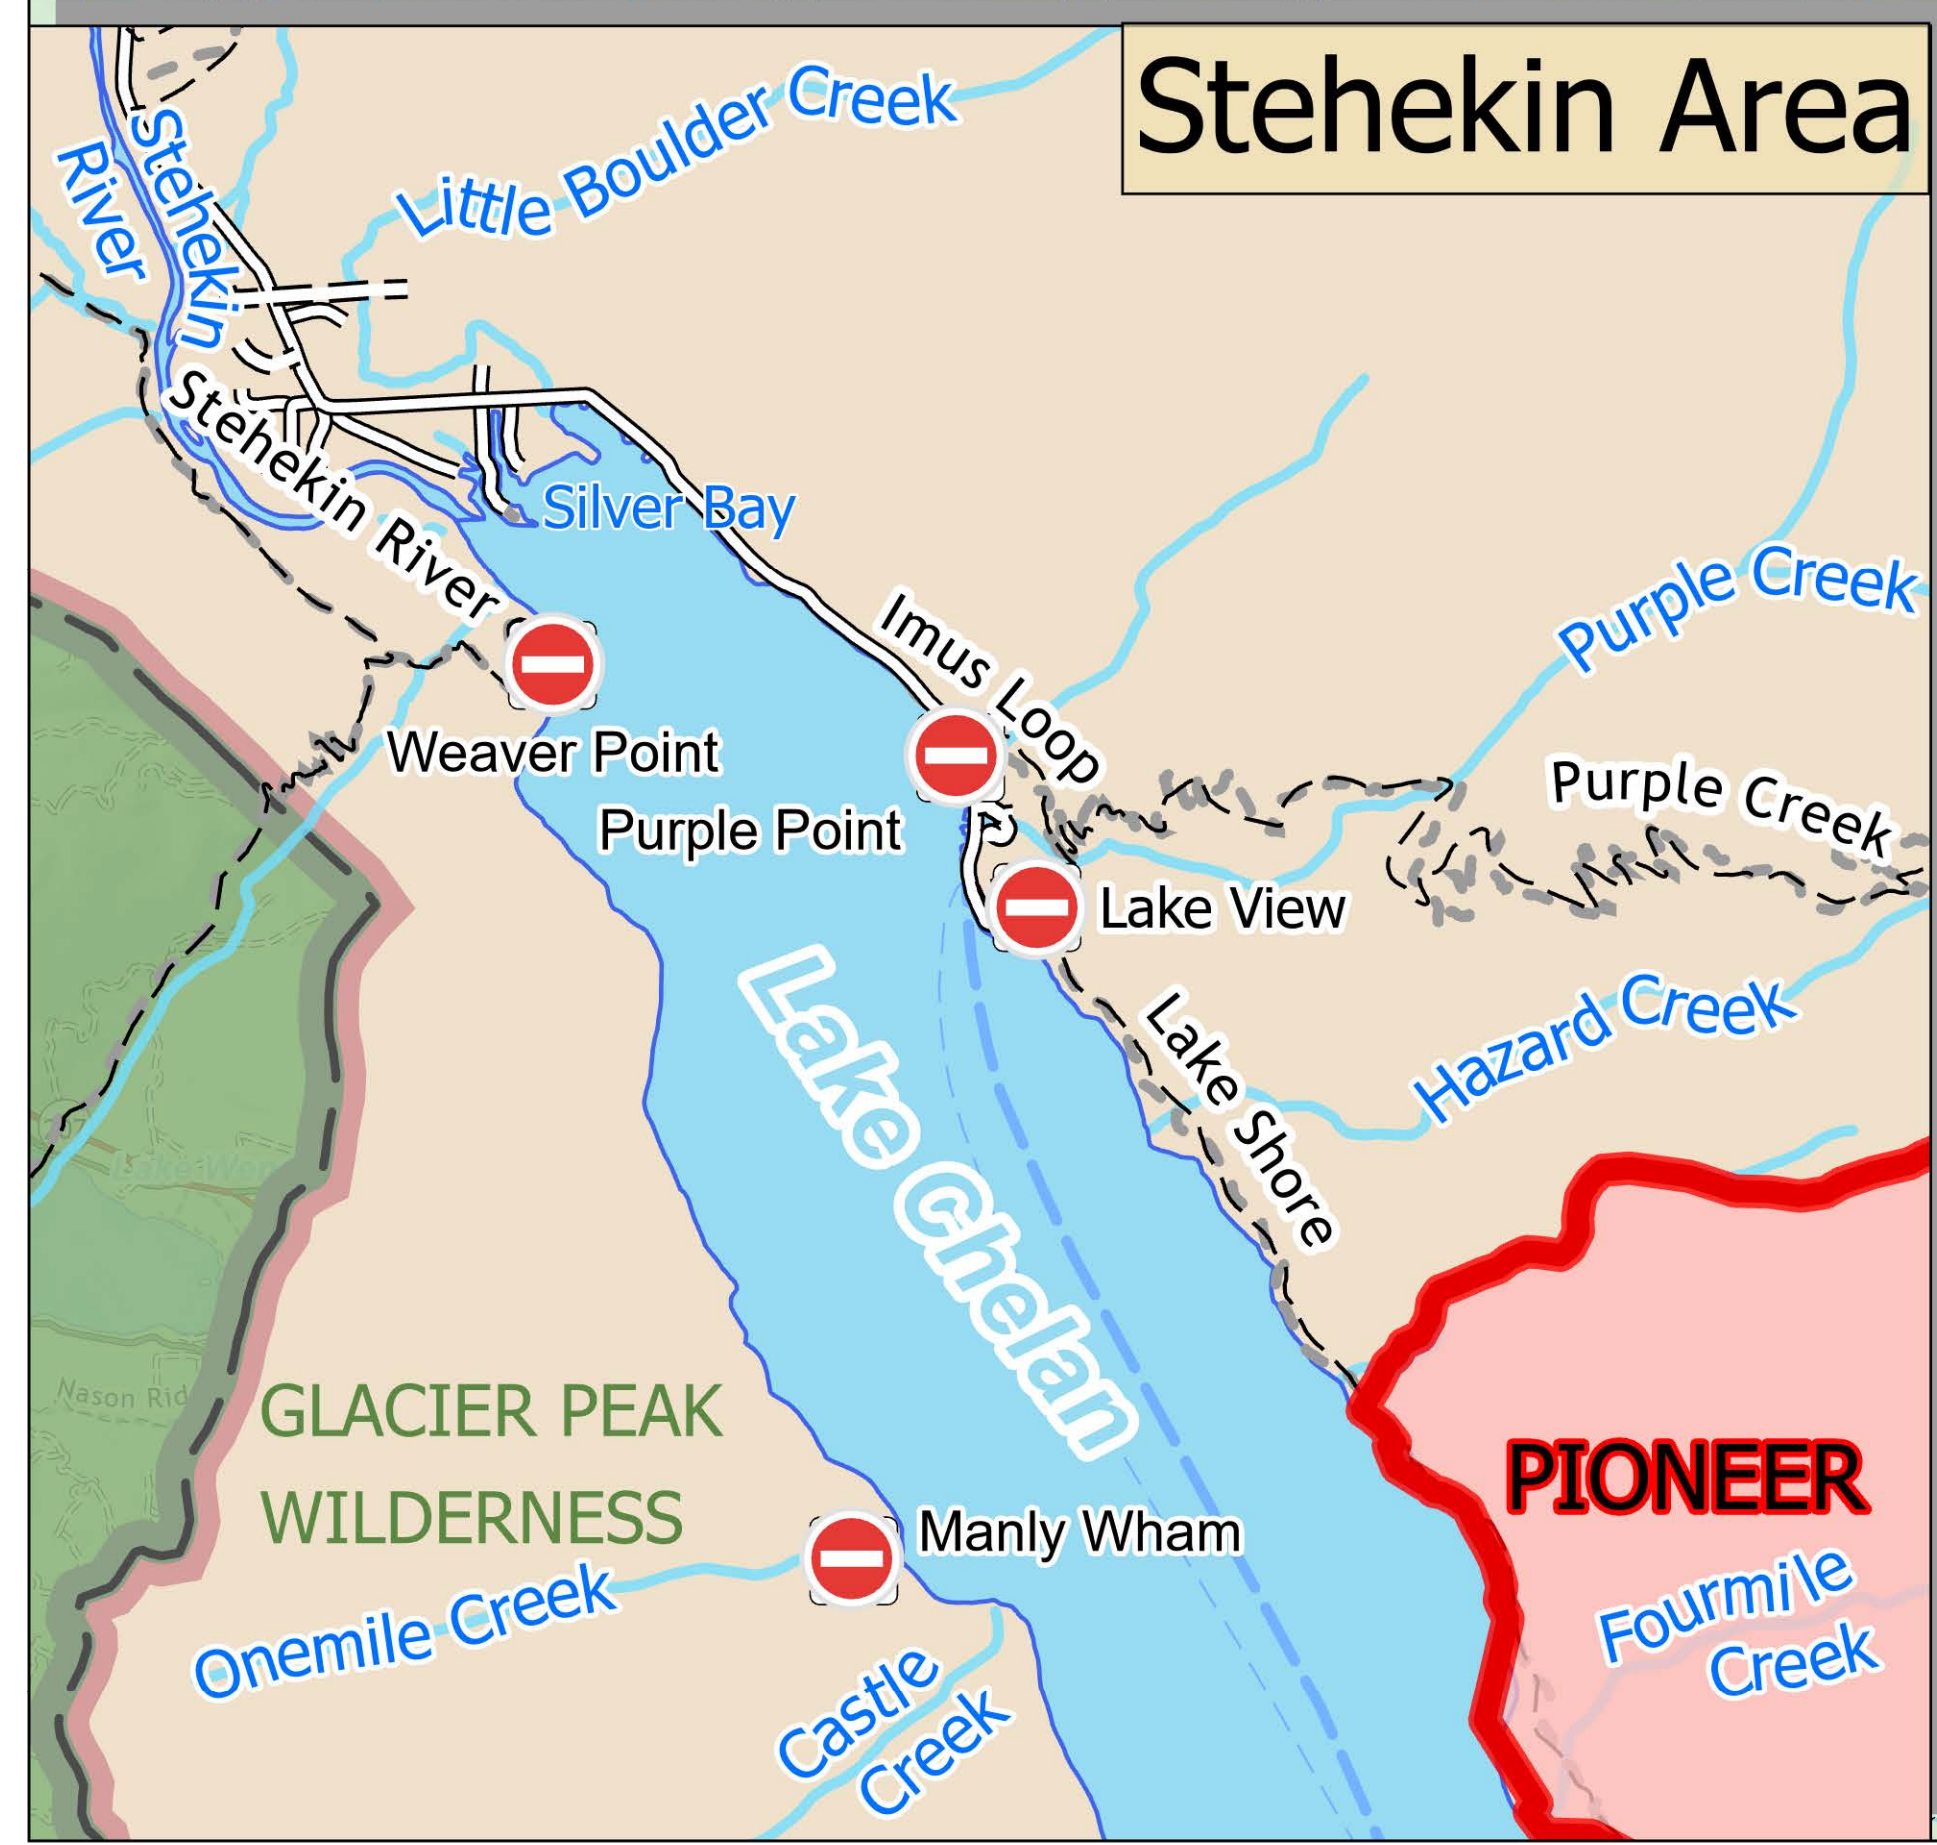 Stehekin Area
Little Boulder Creek
Stehekin
River
Stehekin River
Silver Bay
Imus Loop
Purple Creek
Weaver Point
Purple Point
Purple Creek
Lake View
Lake Chelan
Lake Shore
Hazard Creek
Nason Rid
GLACIER PEAK
WILDERNESS
PIONEER
Manly Wham
Onemile Creek
Fourmile
Creek
Castle
Creek